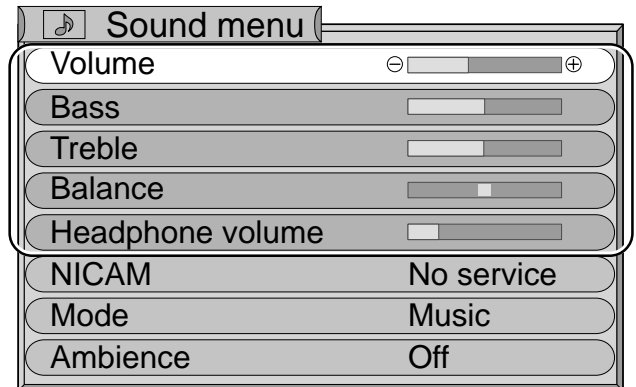 Sound menu
Volume
Bass
Treble
Balance
Headphone volume
NICAM No service
Mode Music
Ambience Off